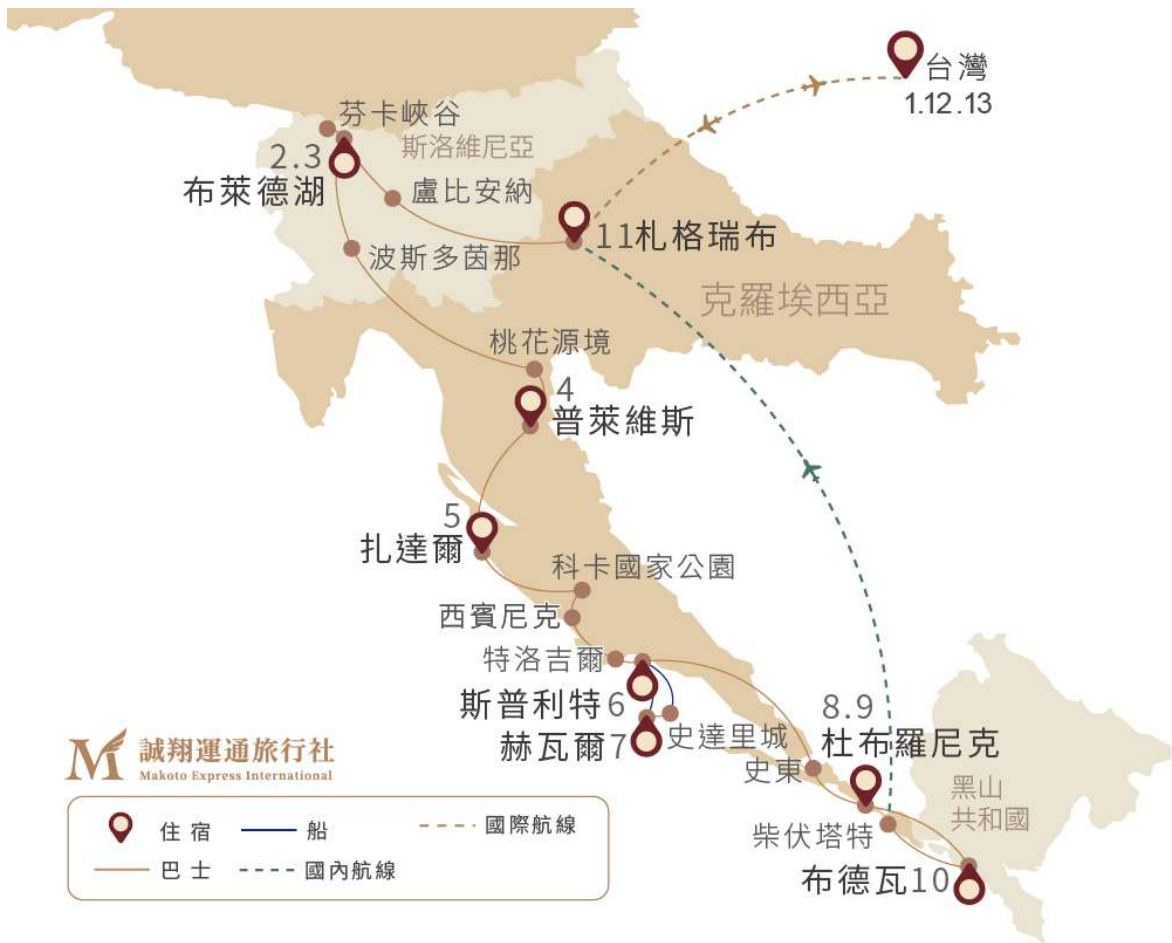 台灣
1.12.13
芬卡峽谷
斯洛維尼亞
2.3
布萊德湖
盧比安納
11札格瑞布
波斯多茵那
克羅埃西亞
桃花源境
4
普萊維斯
5
扎達爾
科卡國家公園
西賓尼克
特洛吉爾
斯普利特 6
赫瓦爾7
史達里城
8.9
杜布羅尼克
史東
黑山
共和國
柴伏塔特
布德瓦10
M 誠翔運通旅行社
Makoto Express International
住宿
船
國際航線
巴士
國內航線